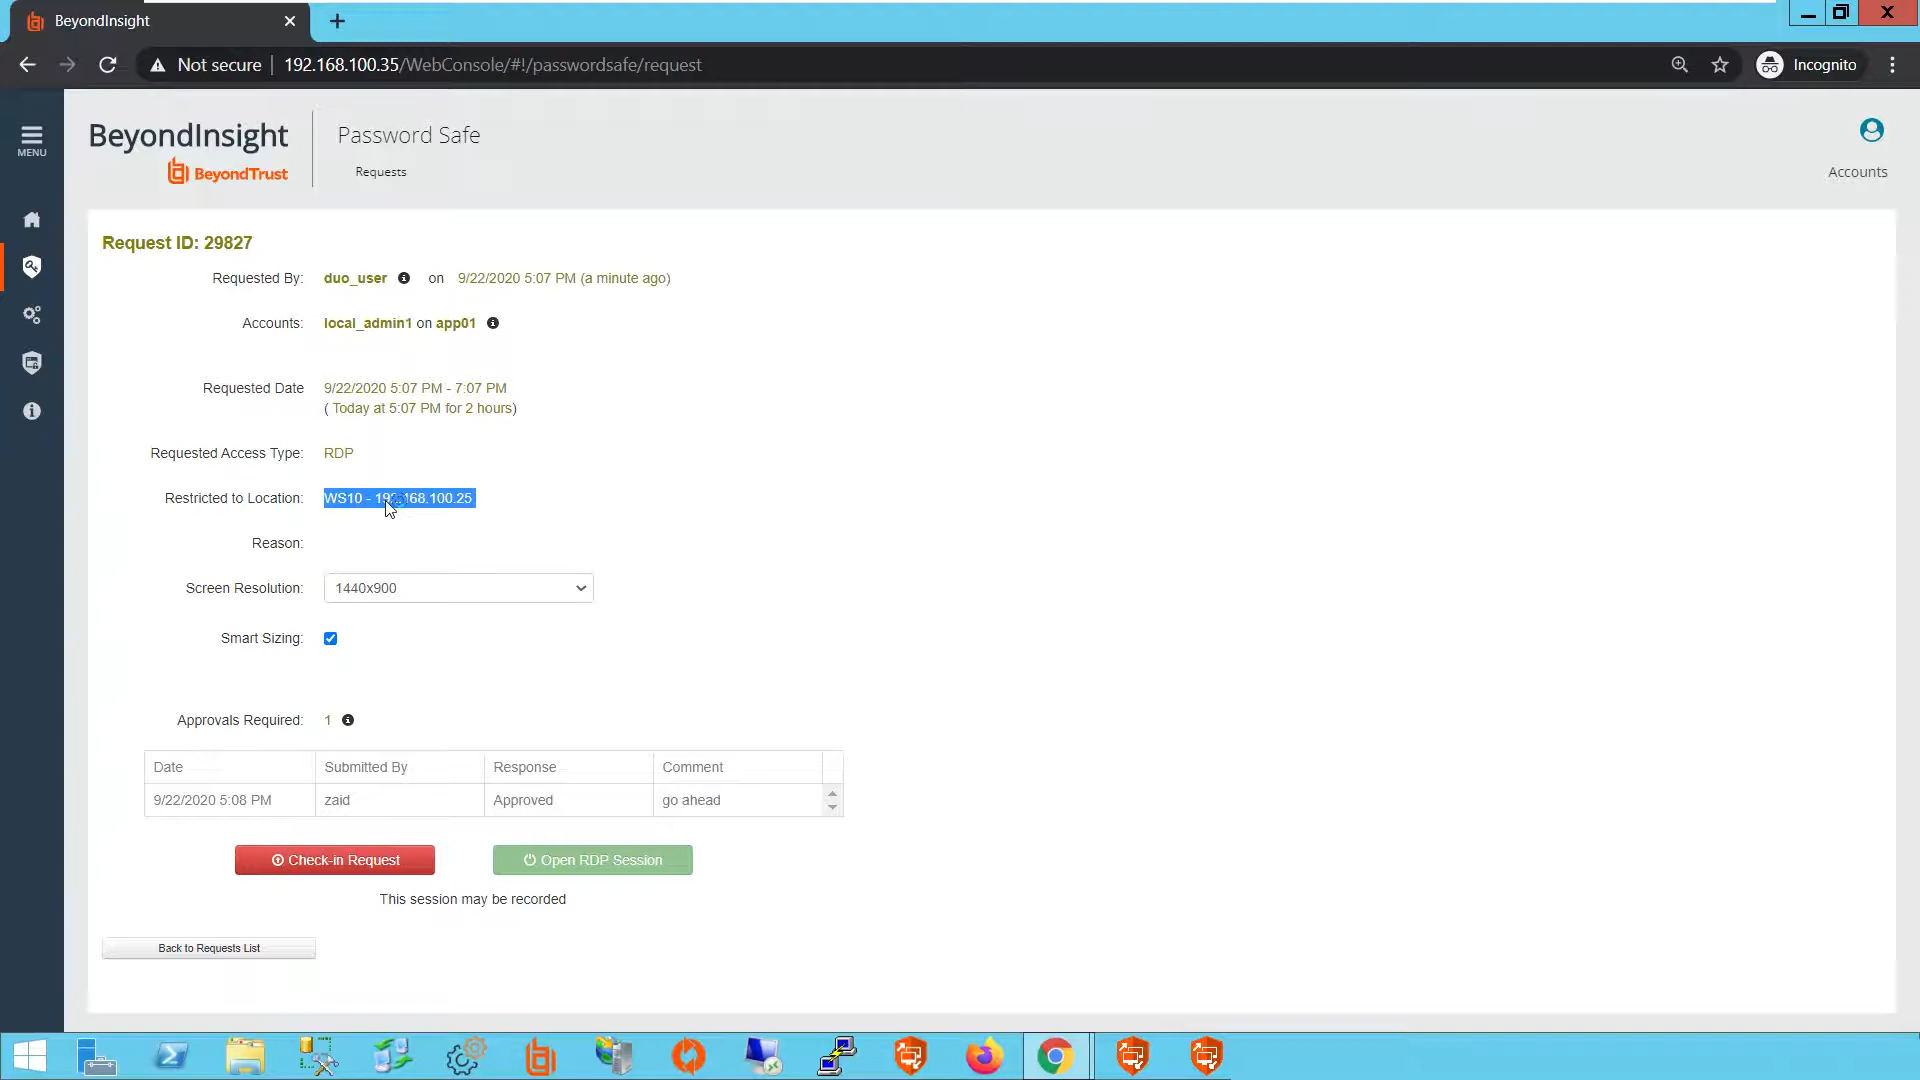 BeyondInsight
Not secure
192.168.100.35/WebConsole/#!/passwordsafe/request
Incognito
MENU
BeyondInsight
BeyondTrust
Password Safe
Requests
Accounts
Request ID: 29827
Requested By: duo_user on 9/22/2020 5:07 PM (a minute ago)
Accounts: local_admin1 on app01
Requested Date 9/22/2020 5:07 PM - 7:07 PM
( Today at 5:07 PM for 2 hours)
Requested Access Type: RDP
Restricted to Location: WS10 - 192.168.100.25
Reason:
Screen Resolution: 1440x900
Smart Sizing:
Approvals Required: 1
Date Submitted By Response Comment
9/22/2020 5:08 PM zaid Approved go ahead
Check-in Request Open RDP Session
This session may be recorded
Back to Requests List